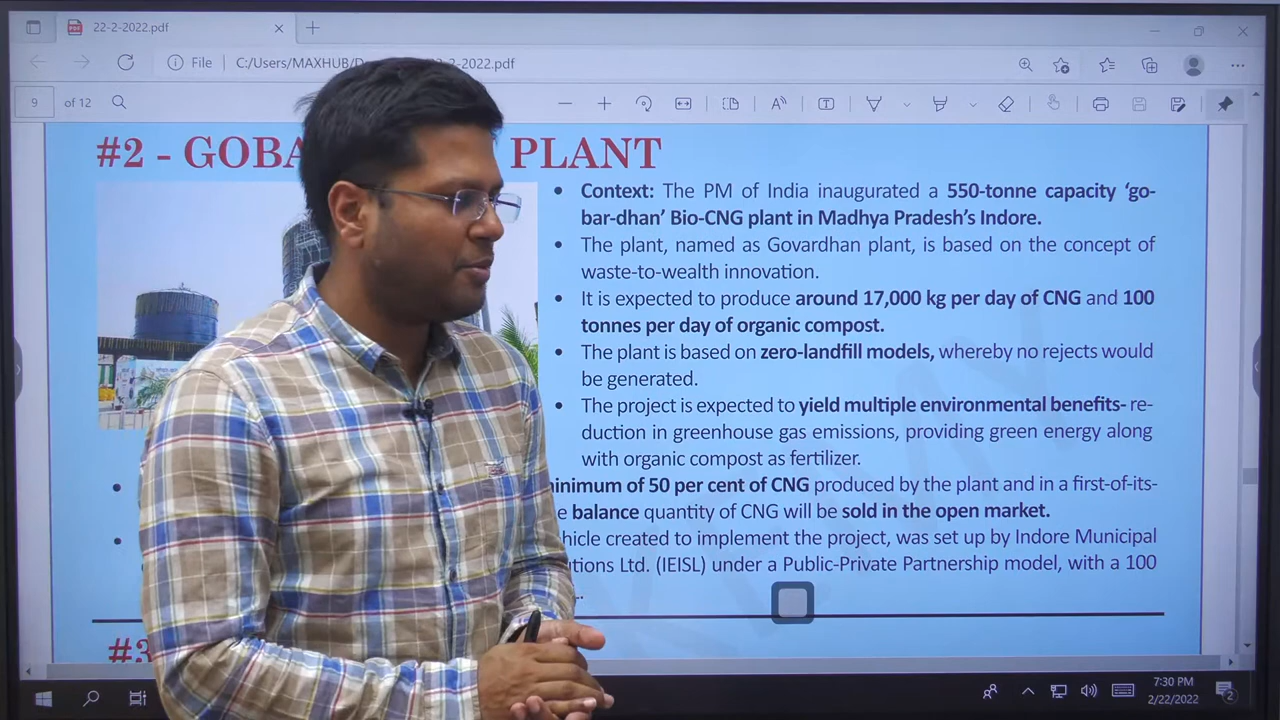 22-2-2022.pdf
File C:/Users/MAXHUB/D 22-2-2022.pdf
9 of 12
#2 - GOBA PLANT
• Context: The PM of India inaugurated a 550-tonne capacity ‘go-
bar-dhan’ Bio-CNG plant in Madhya Pradesh’s Indore.
• The plant, named as Govardhan plant, is based on the concept of
waste-to-wealth innovation.
• It is expected to produce around 17,000 kg per day of CNG and 100
tonnes per day of organic compost.
• The plant is based on zero-landfill models, whereby no rejects would
be generated.
• The project is expected to yield multiple environmental benefits- re-
duction in greenhouse gas emissions, providing green energy along
with organic compost as fertilizer.
• inimum of 50 per cent of CNG produced by the plant and in a first-of-its-
e balance quantity of CNG will be sold in the open market.
• hicle created to implement the project, was set up by Indore Municipal
utions Ltd. (IEISL) under a Public-Private Partnership model, with a 100
#3
7:30 PM
2/22/2022
2